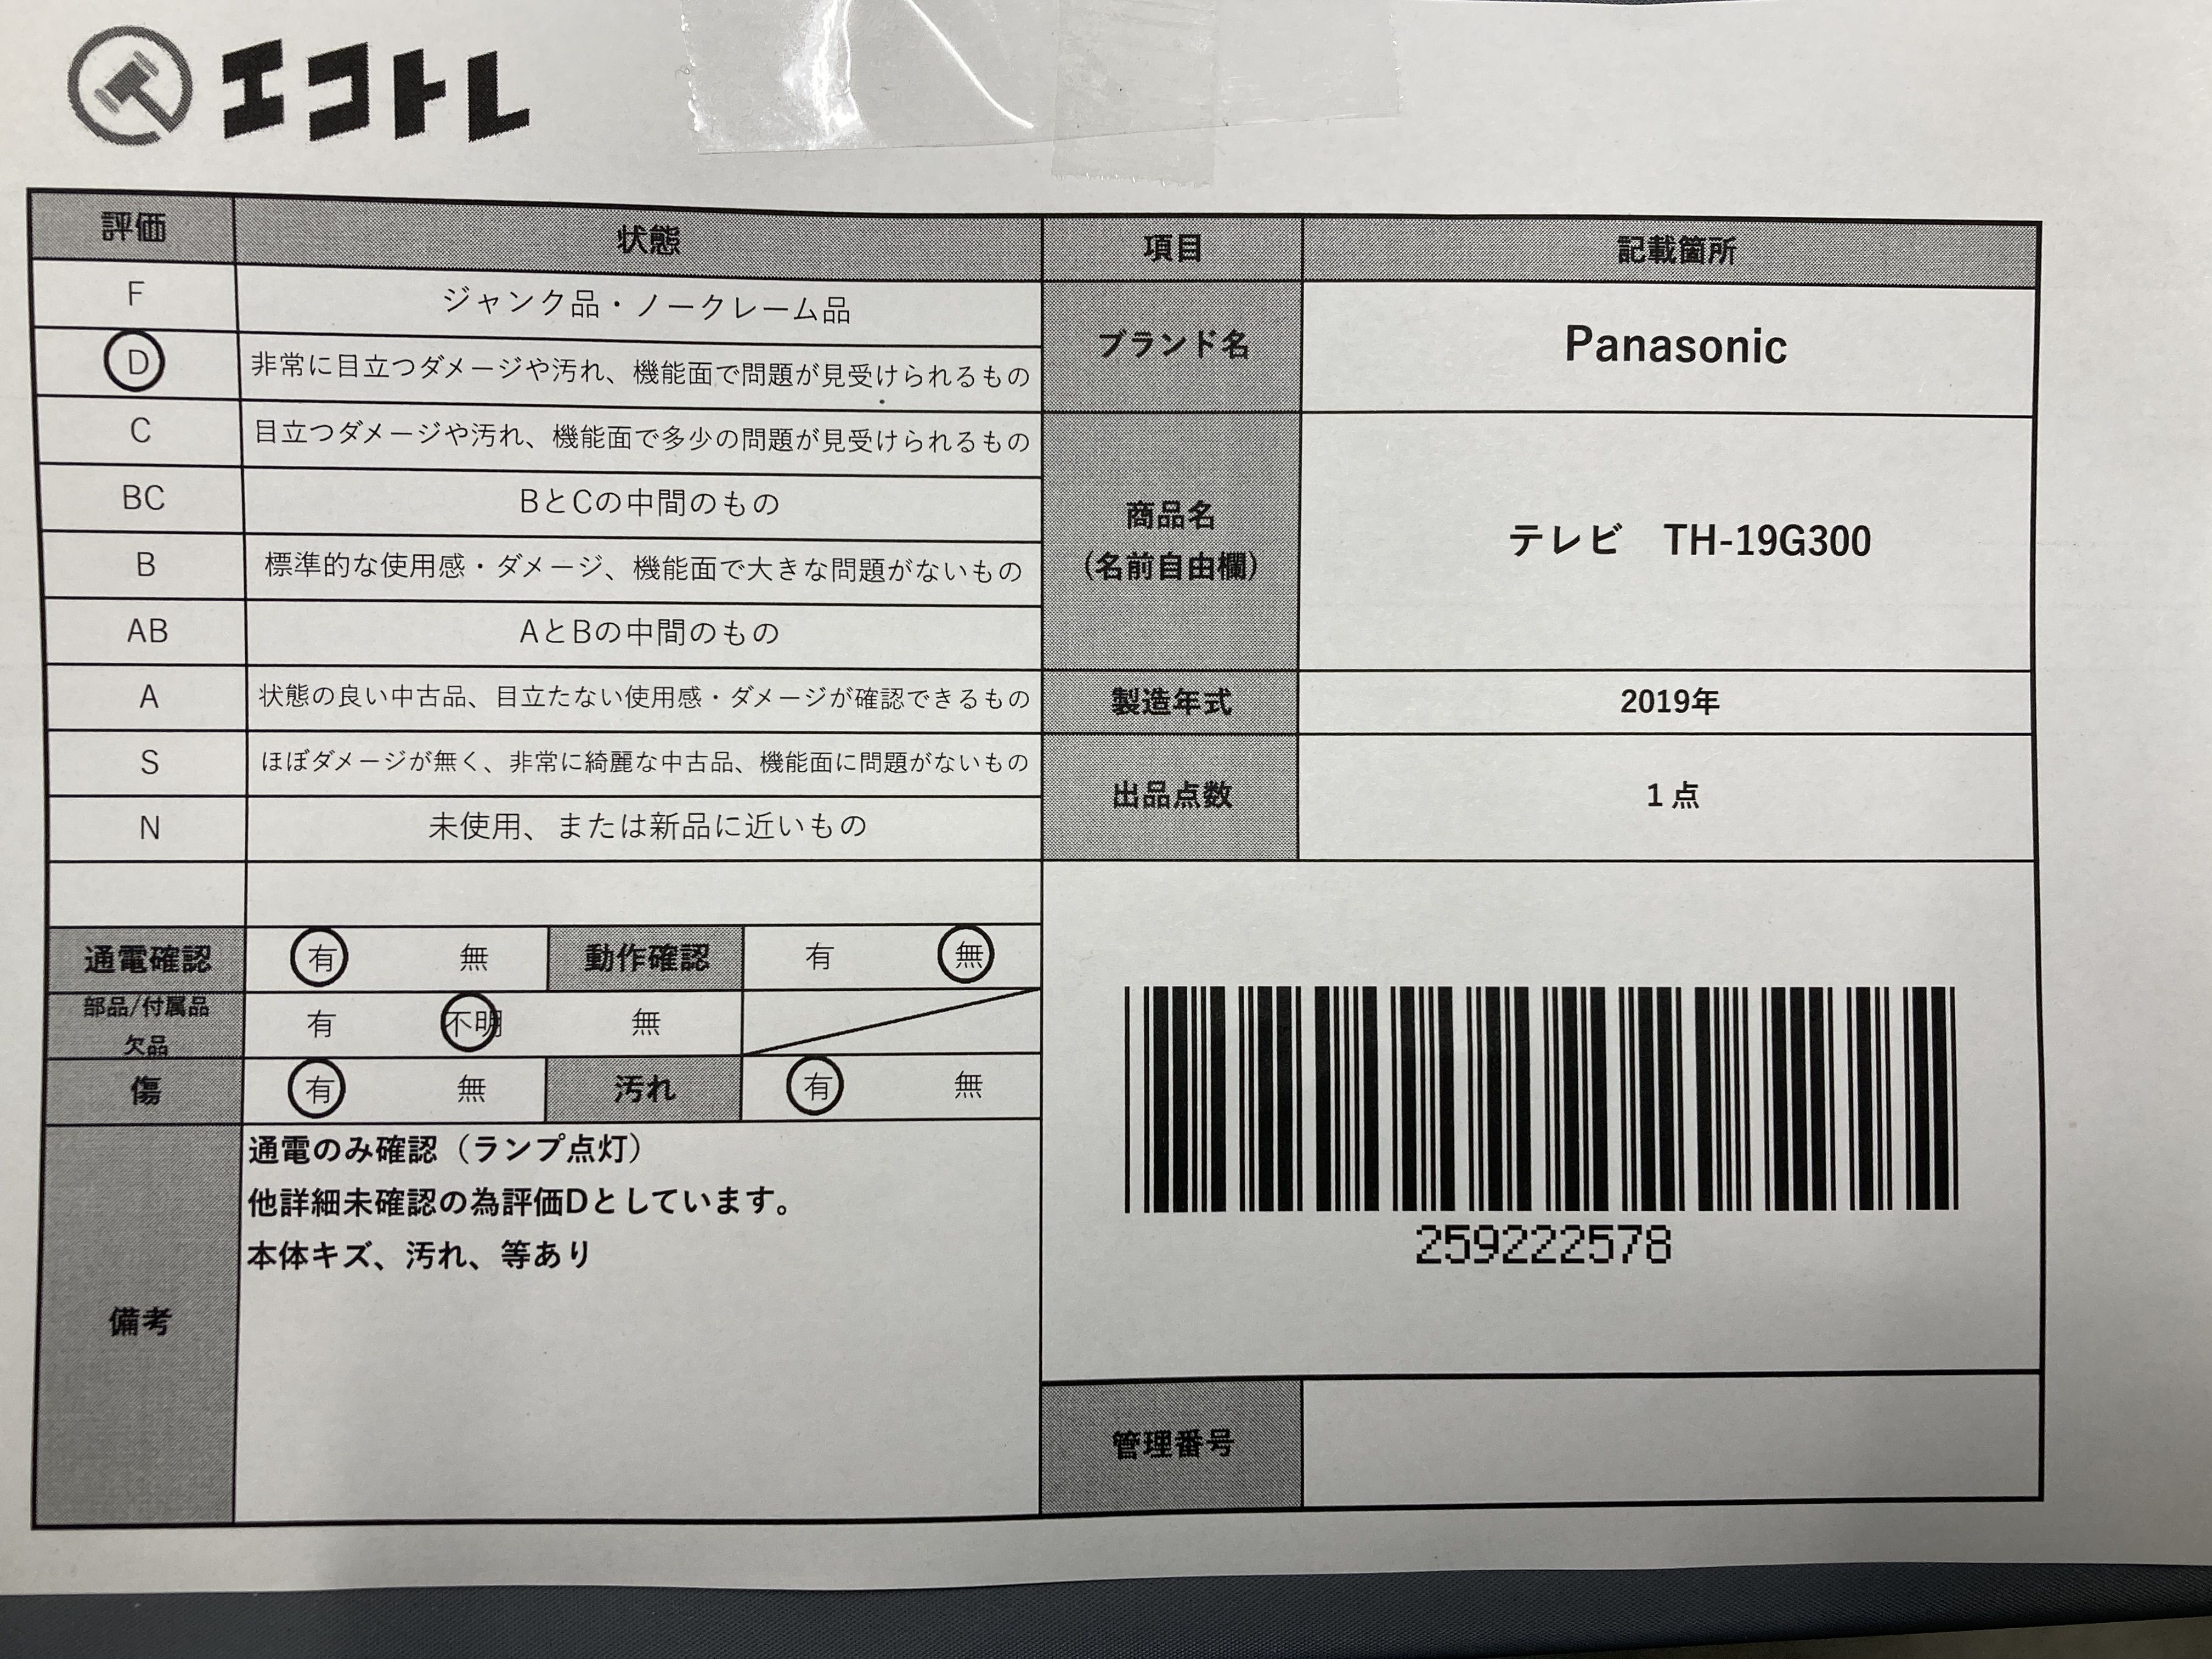 エコトレ
評価 状態 項目 記載箇所
F ジャンク品・ノークレーム品
D 非常に目立つダメージや汚れ、機能面で問題が見受けられるもの
C 目立つダメージや汚れ、機能面で多少の問題が見受けられるもの
BC BとCの中間のもの
B 標準的な使用感・ダメージ、機能面で大きな問題がないもの
AB AとBの中間のもの
A 状態の良い中古品、目立たない使用感・ダメージが確認できるもの
S ほぼダメージが無く、非常に綺麗な中古品、機能面に問題がないもの
N 未使用、または新品に近いもの
ブランド名 Panasonic
商品名
(名前自由欄)
テレビ　TH-19G300
製造年式 2019年
出品点数 1 点
通電確認 有 無 動作確認 有 無
部品/付属品
欠品
有 不明 無
傷 有 無 汚れ 有 無
備考
通電のみ確認（ランプ点灯）
他詳細未確認の為評価Dとしています。
本体キズ、汚れ、等あり
259222578
管理番号